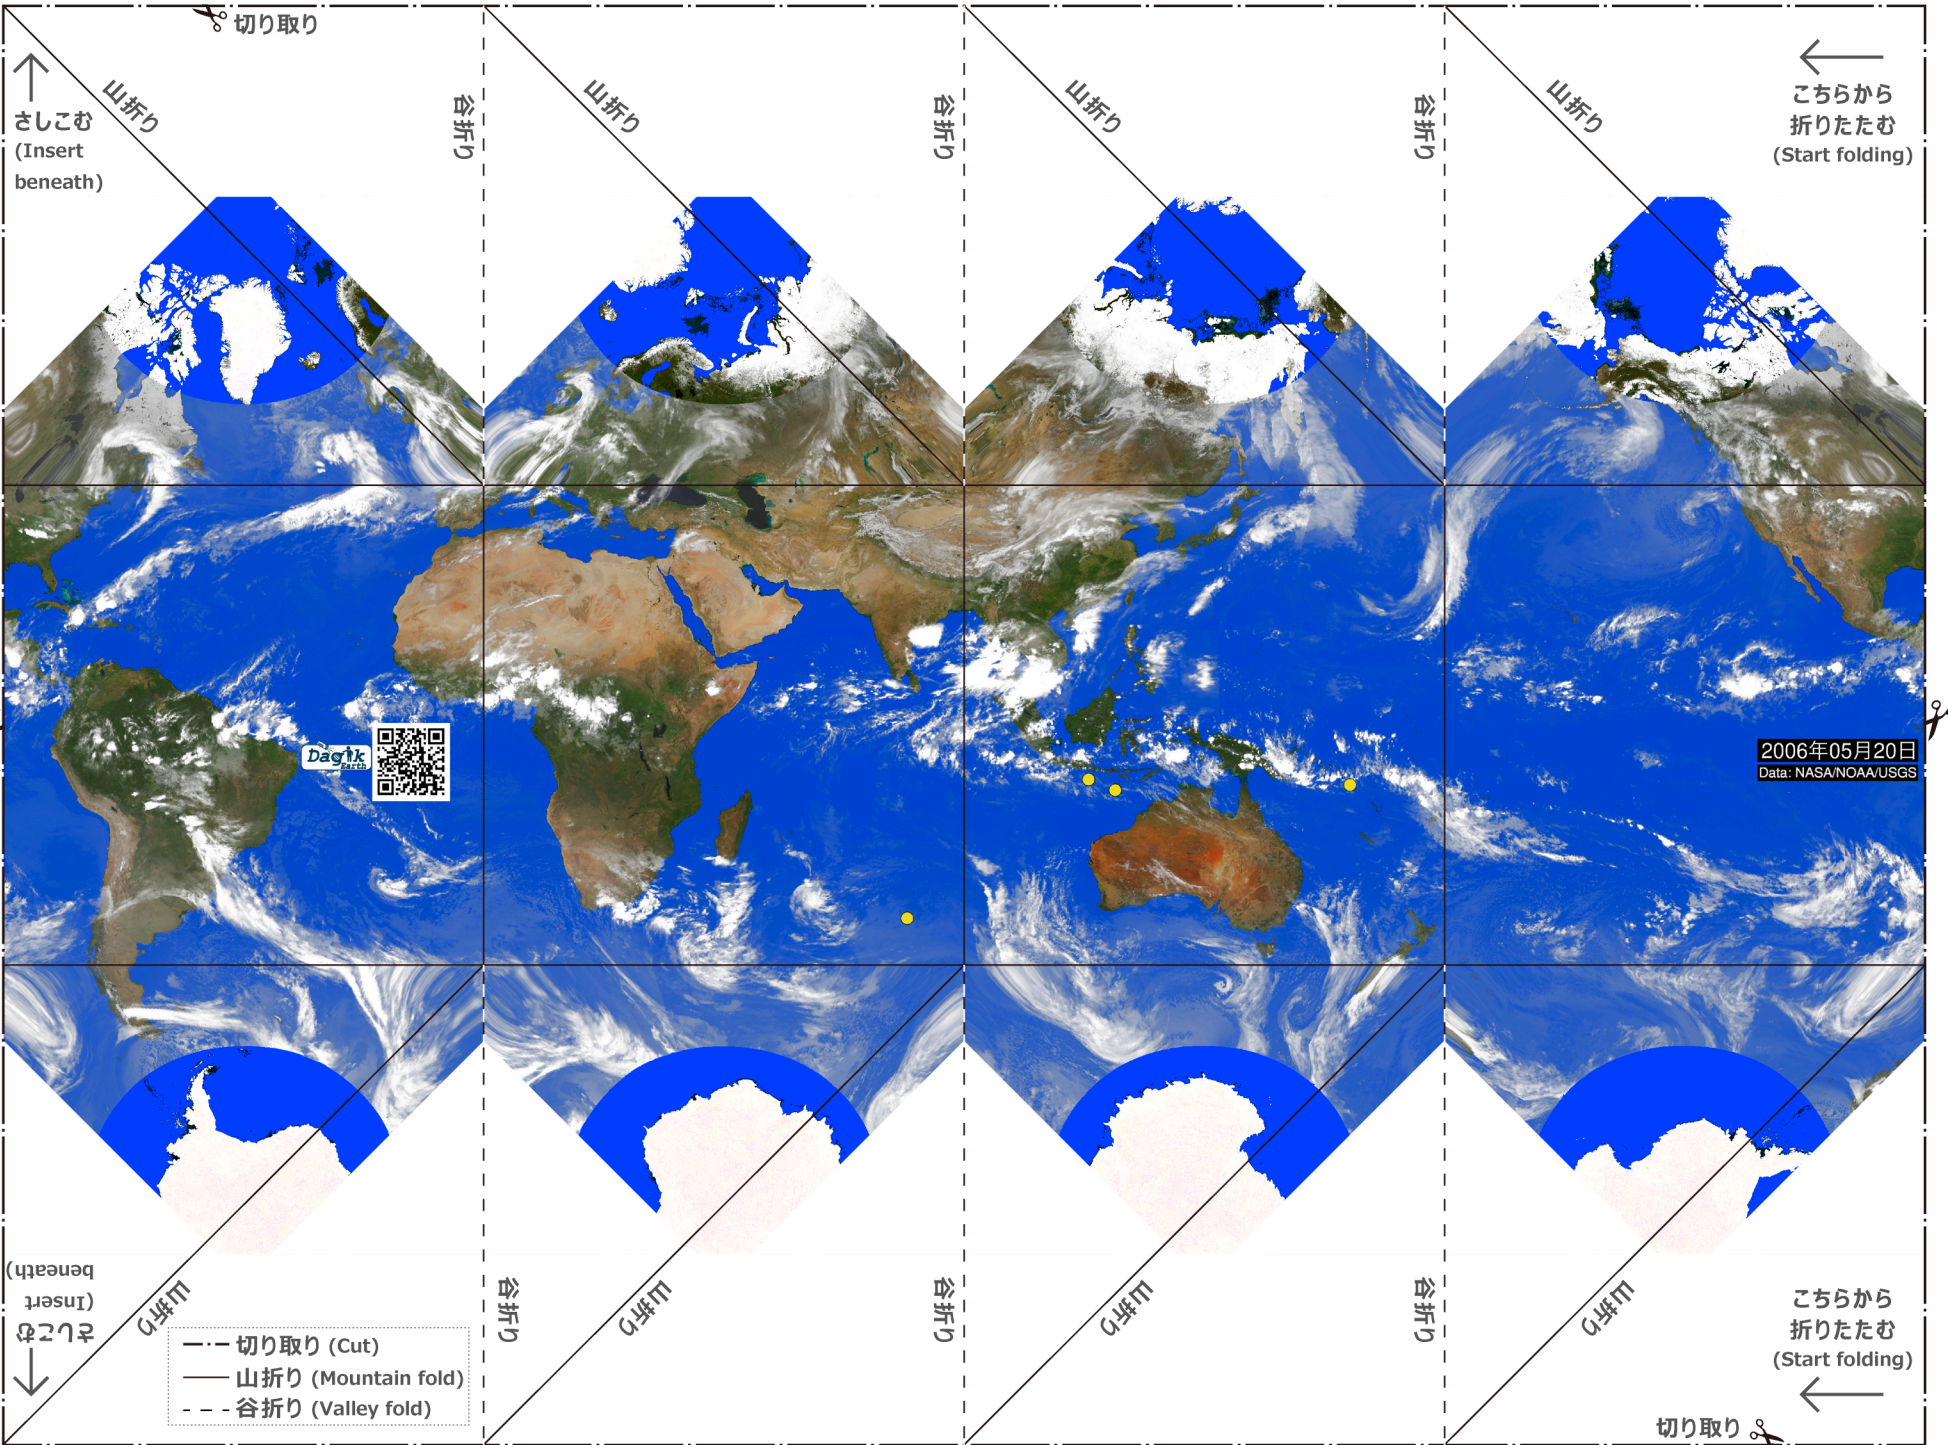 切り取り
山折り
谷折り
山折り
谷折り
山折り
谷折り
山折り
さしこむ
(Insert
beneath)
こちらから
折りたたむ
(Start folding)
Dagik
Earth
2006年05月20日
Data: NASA/NOAA/USGS
さしこむ
(Insert
beneath)
山折り
谷折り
山折り
谷折り
山折り
谷折り
山折り
こちらから
折りたたむ
(Start folding)
切り取り (Cut)
山折り (Mountain fold)
谷折り (Valley fold)
切り取り